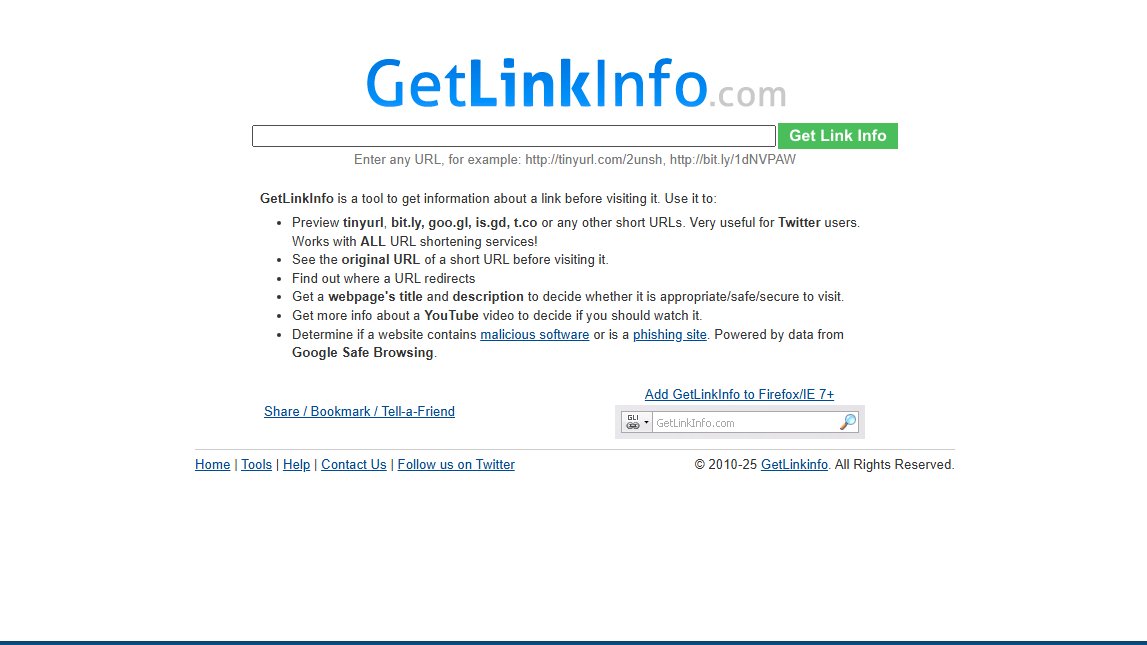 GetLinkInfo.com
Get Link Info
Enter any URL, for example: http://tinyurl.com/2unsh, http://bit.ly/1dNVPAW
GetLinkInfo is a tool to get information about a link before visiting it. Use it to:
Preview tinyurl, bit.ly, goo.gl, is.gd, t.co or any other short URLs. Very useful for Twitter users.
Works with ALL URL shortening services!
See the original URL of a short URL before visiting it.
Find out where a URL redirects
Get a webpage's title and description to decide whether it is appropriate/safe/secure to visit.
Get more info about a YouTube video to decide if you should watch it.
Determine if a website contains malicious software or is a phishing site. Powered by data from
Google Safe Browsing.
Share / Bookmark / Tell-a-Friend
Add GetLinkInfo to Firefox/IE 7+
GLI GetLinkInfo.com
Home | Tools | Help | Contact Us | Follow us on Twitter
© 2010-25 GetLinkinfo. All Rights Reserved.